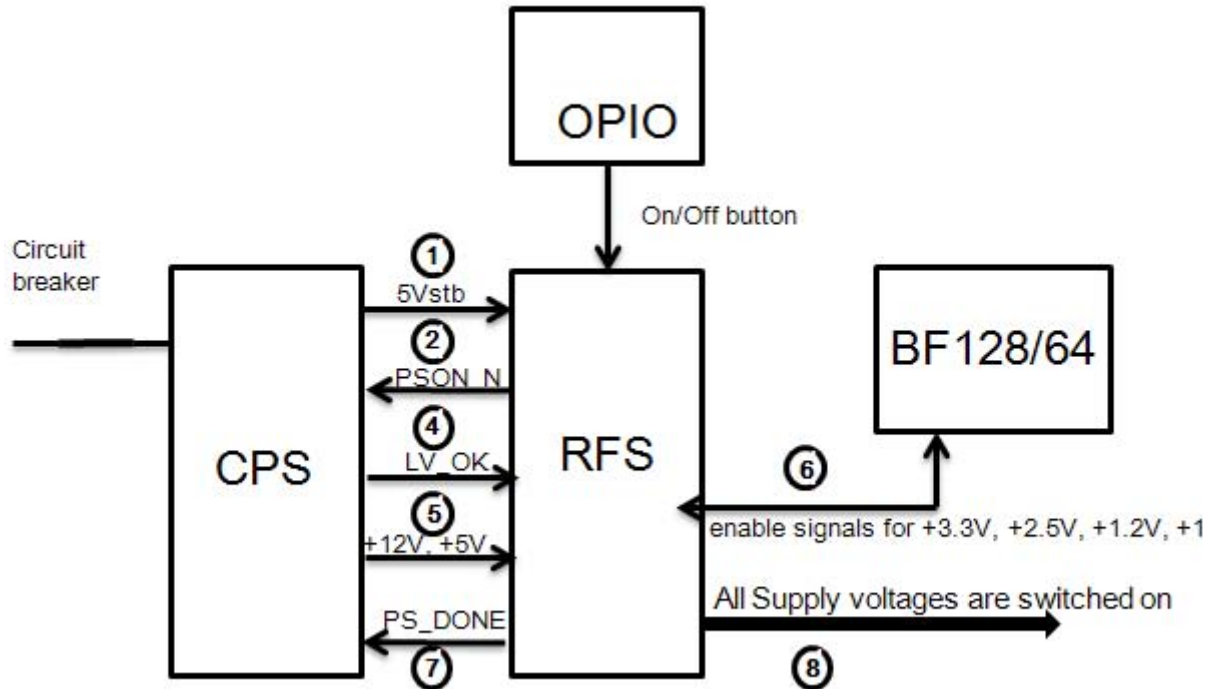 OPIO
On/Off button
Circuit
breaker
1
5Vstb
2
PSON_N
4
LV_OK
5
+12V, +5V
PS_DONE
7
CPS
RFS
BF128/64
6
enable signals for +3.3V, +2.5V, +1.2V, +1
All Supply voltages are switched on
8